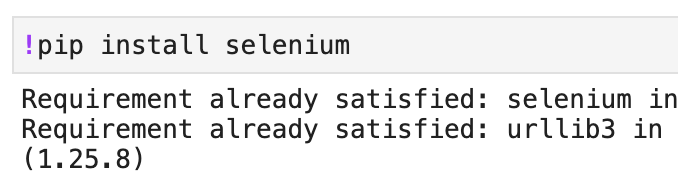 !pip install selenium
Requirement already satisfied: selenium in
Requirement already satisfied: urllib3 in
(1.25.8)